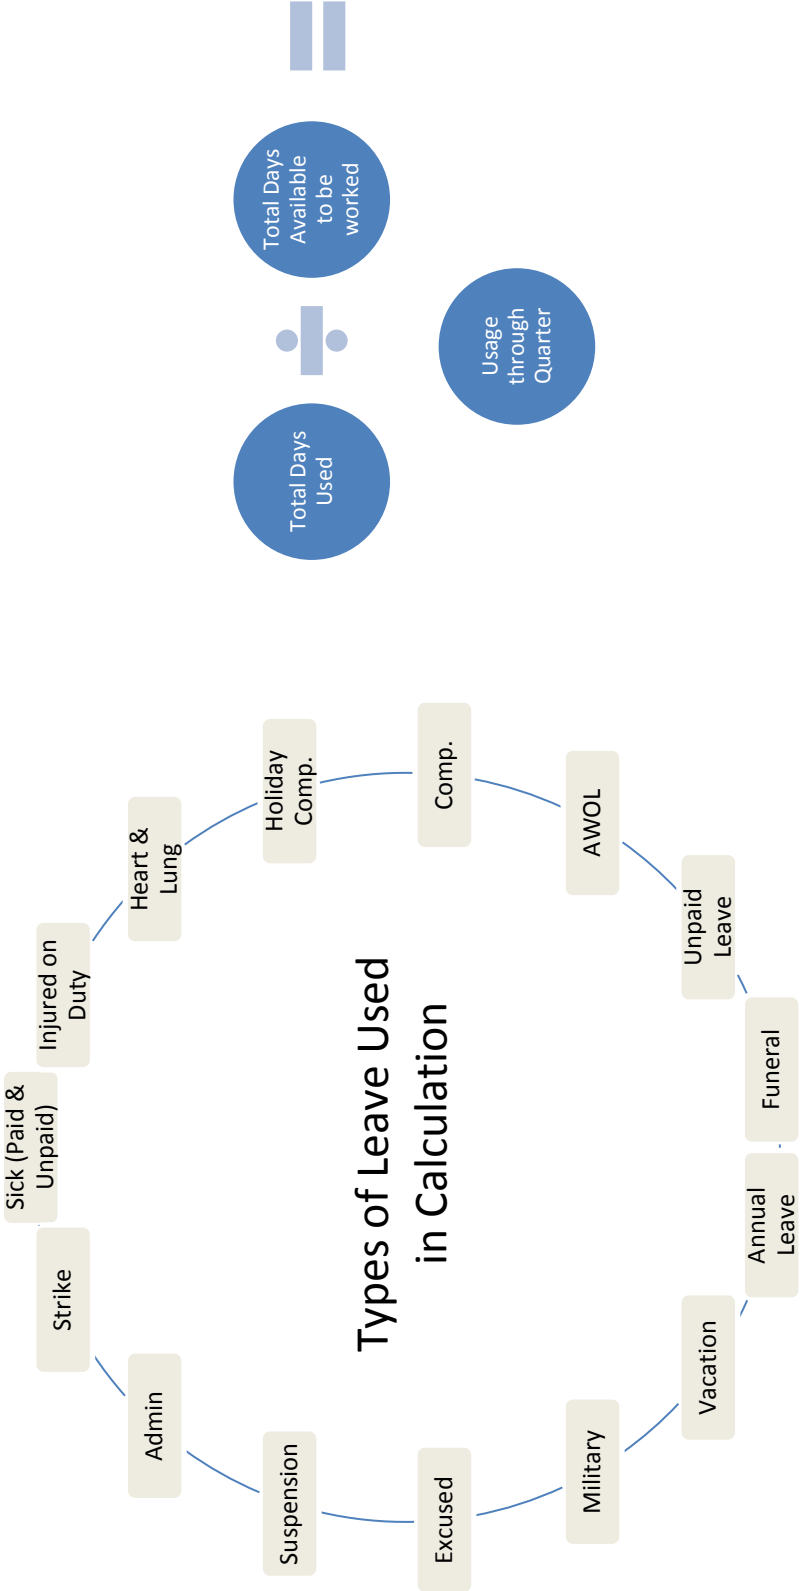 Types of Leave Used
in Calculation
Sick (Paid &
Unpaid)
Injured on
Duty
Heart &
Lung
Holiday
Comp.
Comp.
AWOL
Unpaid
Leave
Funeral
Annual
Leave
Vacation
Military
Excused
Suspension
Admin
Strike
Total Days
Used
÷
Total Days
Available
to be
worked
=
Usage
through
Quarter